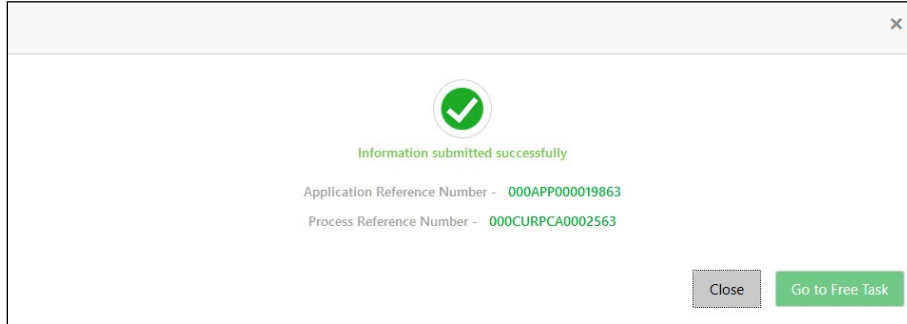 ×
Information submitted successfully
Application Reference Number - 000APP000019863
Process Reference Number - 000CURPCA0002563
Close Go to Free Task